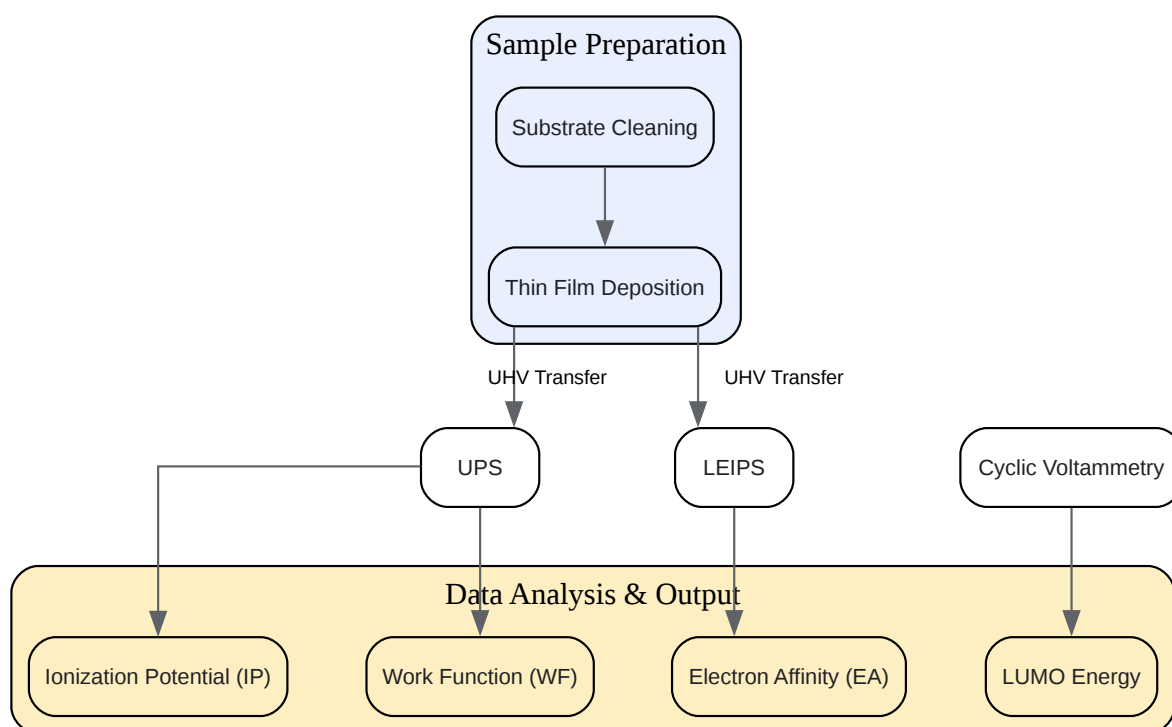 Sample Preparation
Substrate Cleaning
Thin Film Deposition
UHV Transfer
UHV Transfer
UPS
LEIPS
Cyclic Voltammetry
Data Analysis & Output
Ionization Potential (IP)
Work Function (WF)
Electron Affinity (EA)
LUMO Energy